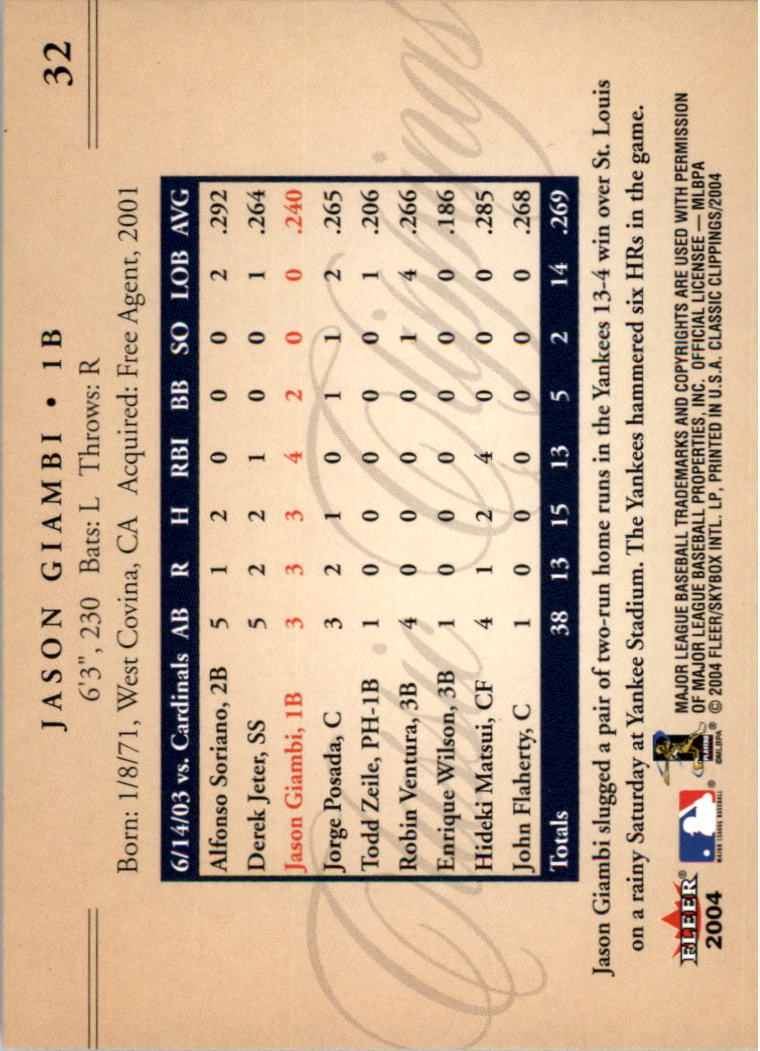 32
JASON GIAMBI • 1B
6'3", 230 Bats: L Throws: R
Born: 1/8/71, West Covina, CA Acquired: Free Agent, 2001
6/14/03 vs. Cardinals AB R H RBI BB SO LOB AVG
Alfonso Soriano, 2B 5 1 2 0 0 0 2 .292
Derek Jeter, SS 5 2 2 1 0 0 1 .264
Jason Giambi, 1B 3 3 3 4 2 0 0 .240
Jorge Posada, C 3 2 1 0 1 1 2 .265
Todd Zeile, PH-1B 1 0 0 0 0 0 1 .206
Robin Ventura, 3B 4 0 0 0 0 1 4 .266
Enrique Wilson, 3B 1 0 0 0 0 0 0 .186
Hideki Matsui, CF 4 1 2 4 0 0 0 .285
John Flaherty, C 1 0 0 0 0 0 0 .268
Totals 38 13 15 13 5 2 14 .269
Classic Clippings
Jason Giambi slugged a pair of two-run home runs in the Yankees 13-4 win over St. Louis
on a rainy Saturday at Yankee Stadium. The Yankees hammered six HRs in the game.
FLEER®
2004
MAJOR LEAGUE BASEBALL®
PLAYERS
©MLBPA
MAJOR LEAGUE BASEBALL TRADEMARKS AND COPYRIGHTS ARE USED WITH PERMISSION
OF MAJOR LEAGUE BASEBALL PROPERTIES, INC. OFFICIAL LICENSEE — MLBPA
© 2004 FLEER/SKYBOX INTL. LP, PRINTED IN U.S.A. CLASSIC CLIPPINGS/2004